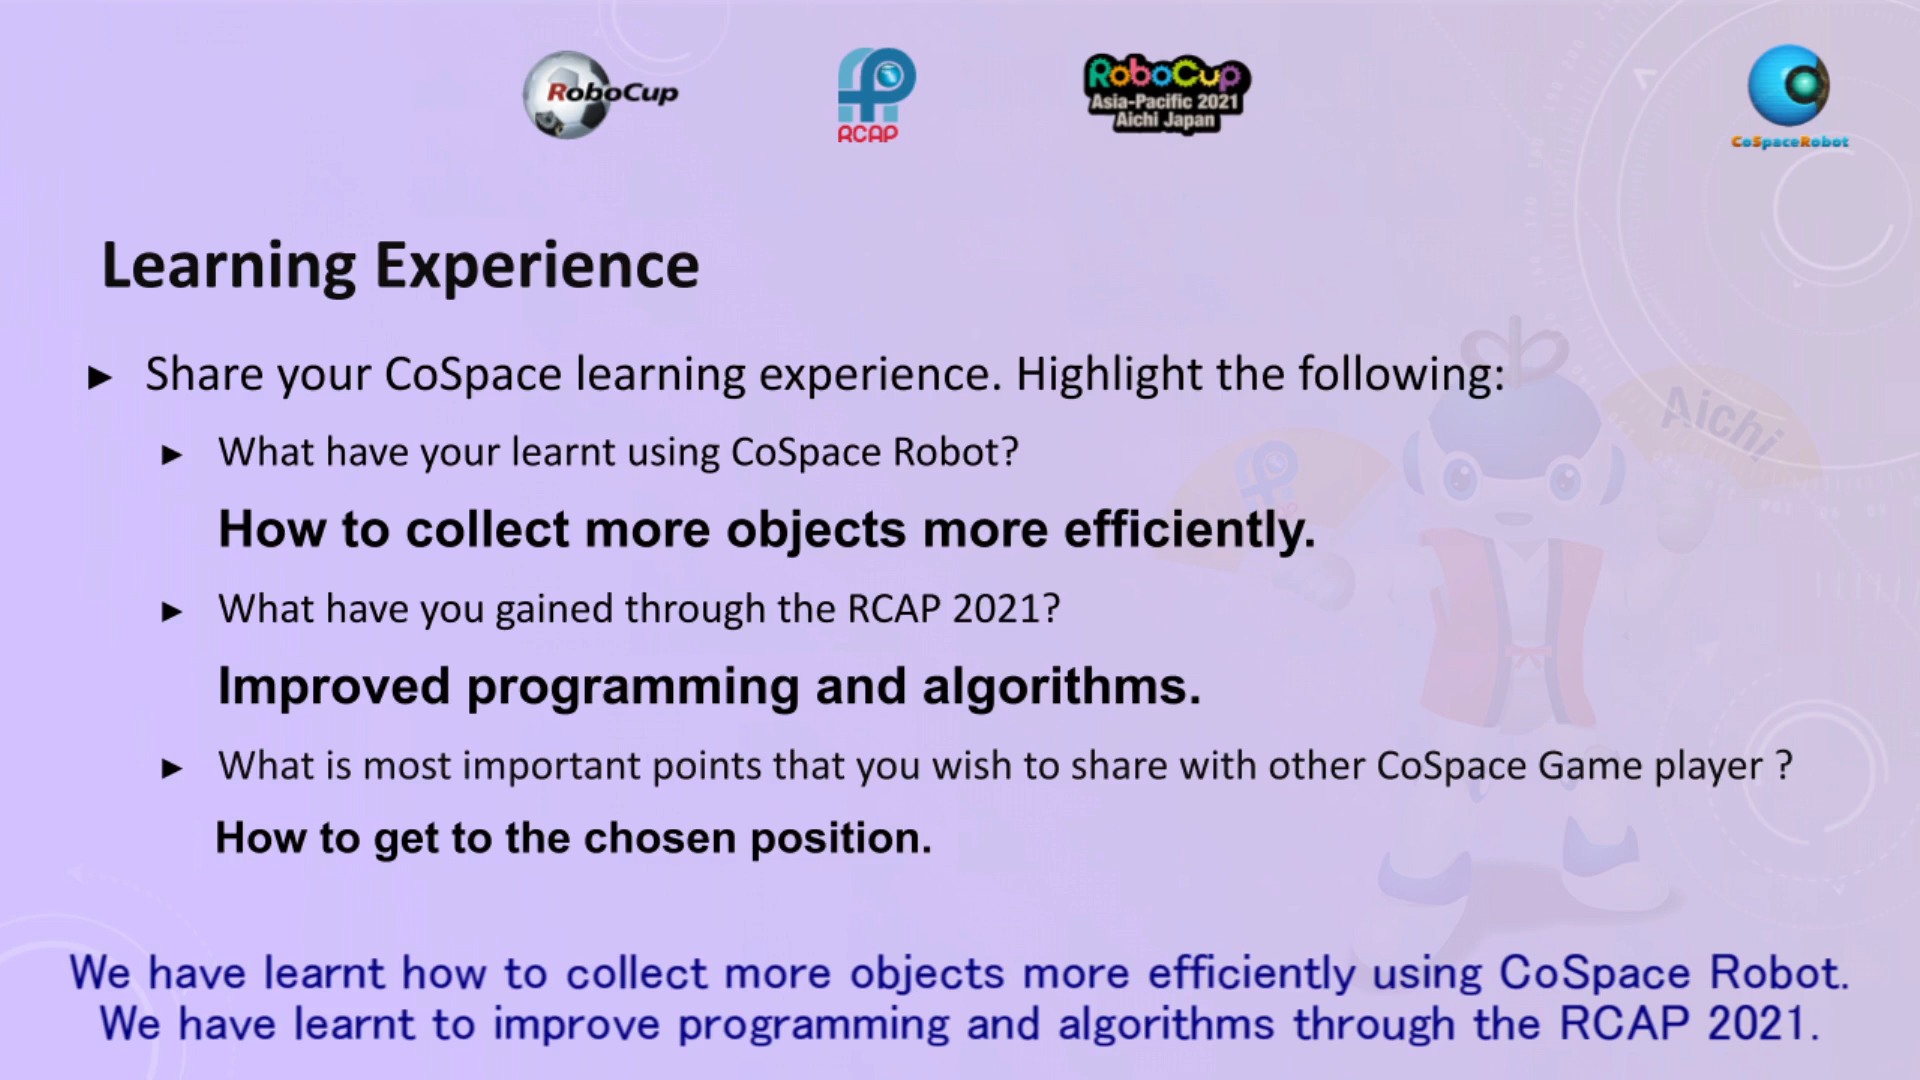 RoboCup
RCAP
RoboCup
Asia-Pacific 2021
Aichi Japan
CoSpaceRobot
Learning Experience
► Share your CoSpace learning experience. Highlight the following:
► What have your learnt using CoSpace Robot?
How to collect more objects more efficiently.
► What have you gained through the RCAP 2021?
Improved programming and algorithms.
► What is most important points that you wish to share with other CoSpace Game player ?
How to get to the chosen position.
Aichi
We have learnt how to collect more objects more efficiently using CoSpace Robot.
We have learnt to improve programming and algorithms through the RCAP 2021.